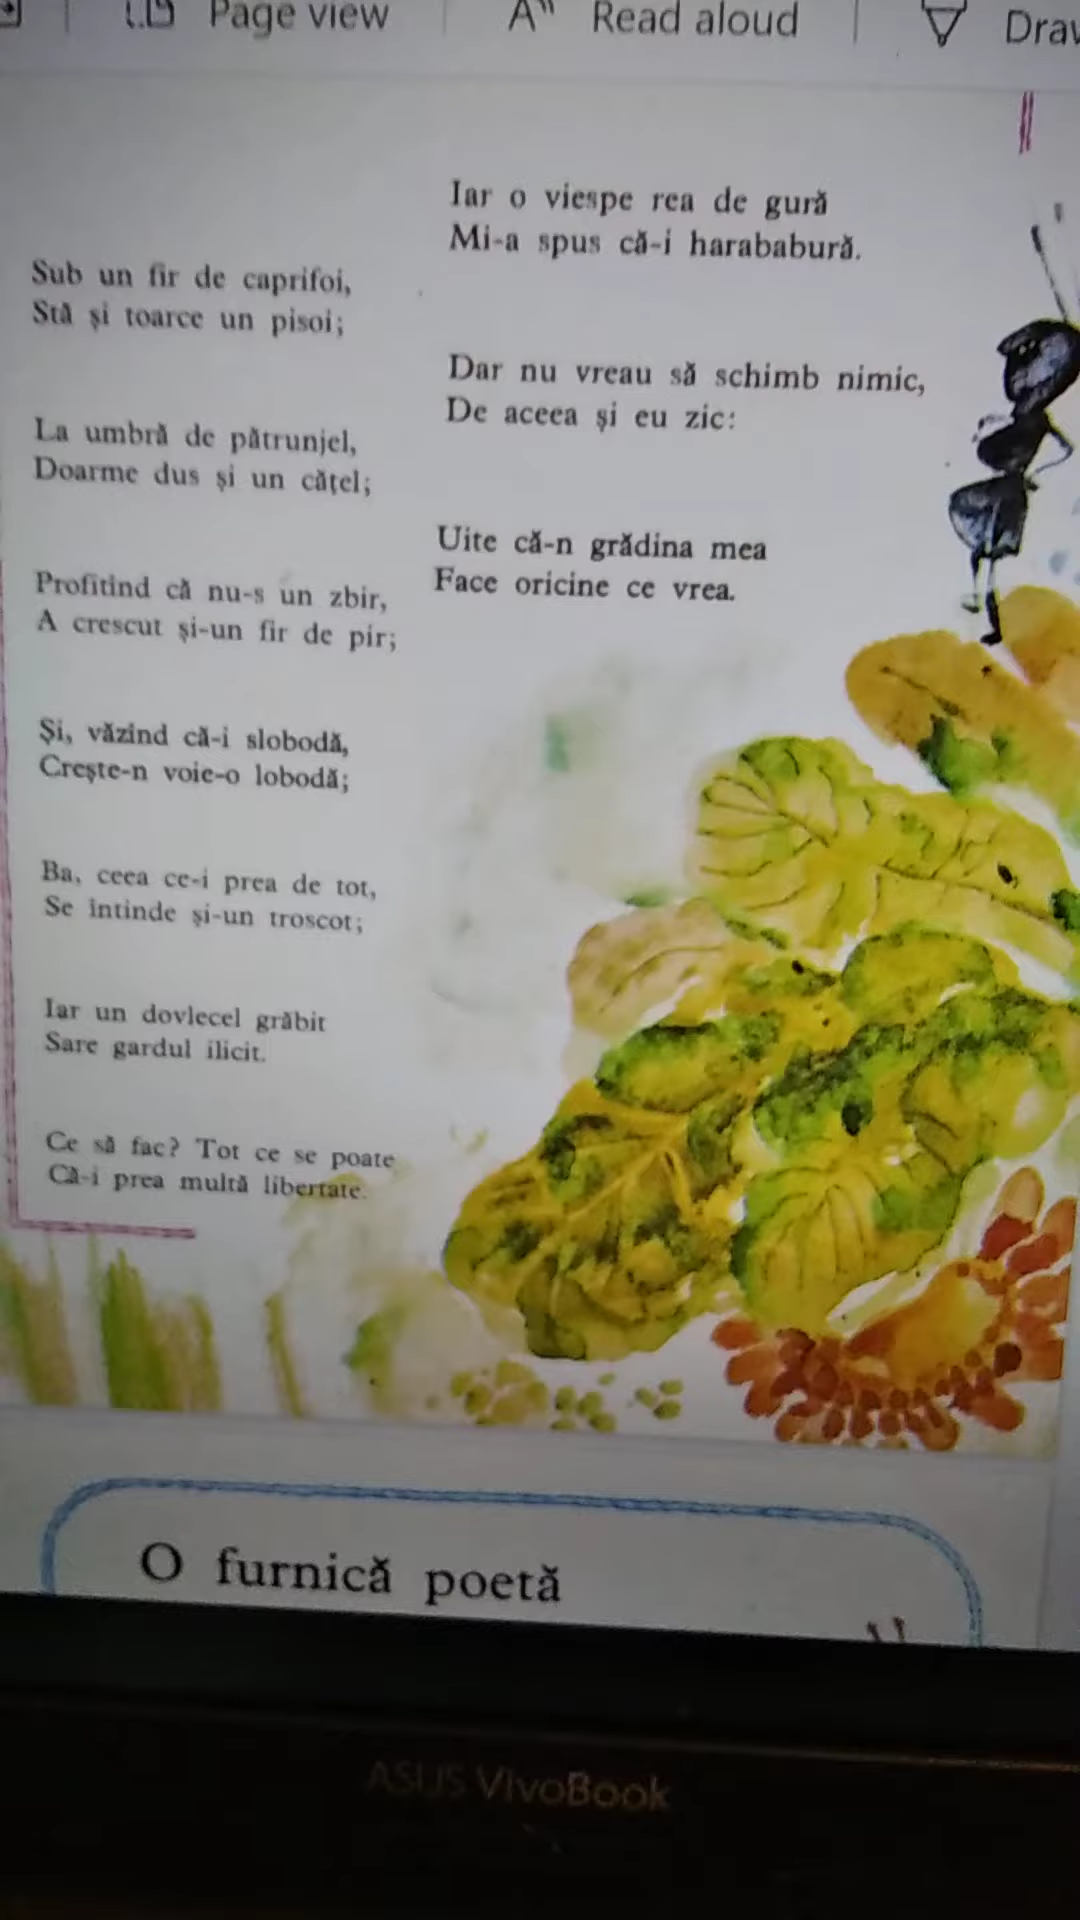 Page view
Read aloud
Sub un fir de caprifoi,
Stă și toarce un pisoi;
La umbră de pătrunjel,
Doarme dus și un cățel;
Profitînd că nu-s un zbir,
A crescut și-un fir de pir;
Și, văzînd că-i slobodă,
Crește-n voie-o lobodă;
Ba, ceea ce-i prea de tot,
Se întinde și-un troscot;
Iar un dovlecel grăbit
Sare gardul ilicit.
Ce să fac? Tot ce se poate
Că-i prea multă libertate.
Iar o viespe rea de gură
Mi-a spus că-i harababură.
Dar nu vreau să schimb nimic,
De aceea și eu zic:
Uite că-n grădina mea
Face oricine ce vrea.
O furnică poetă
ASUS VivoBook